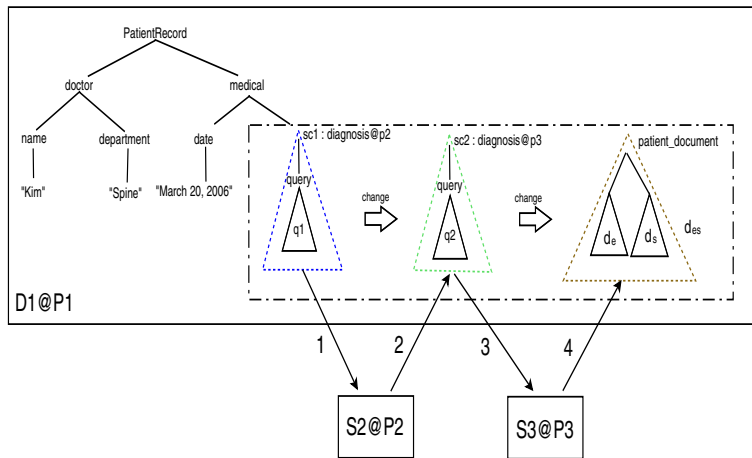 PatientRecord
doctor
medical
name
department
date
sc1 : diagnosis@p2
sc2 : diagnosis@p3
patient_document
"Kim"
"Spine"
"March 20, 2006"
query
query
change
change
q1
q2
de
ds
des
D1@P1
1
2
3
4
S2@P2
S3@P3